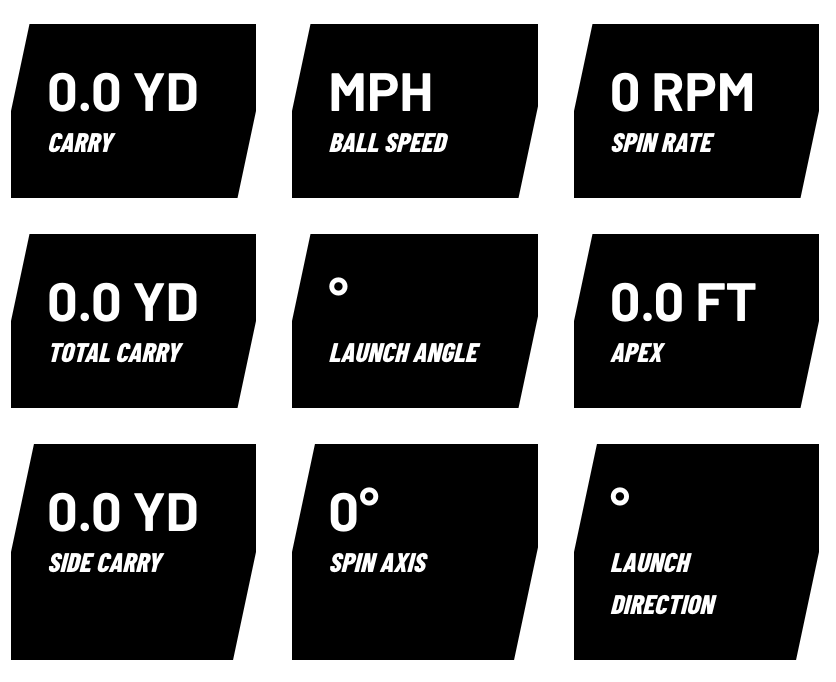 0.0 YD
CARRY
MPH
BALL SPEED
0 RPM
SPIN RATE
0.0 YD
TOTAL CARRY
°
LAUNCH ANGLE
0.0 FT
APEX
0.0 YD
SIDE CARRY
0°
SPIN AXIS
°
LAUNCH
DIRECTION